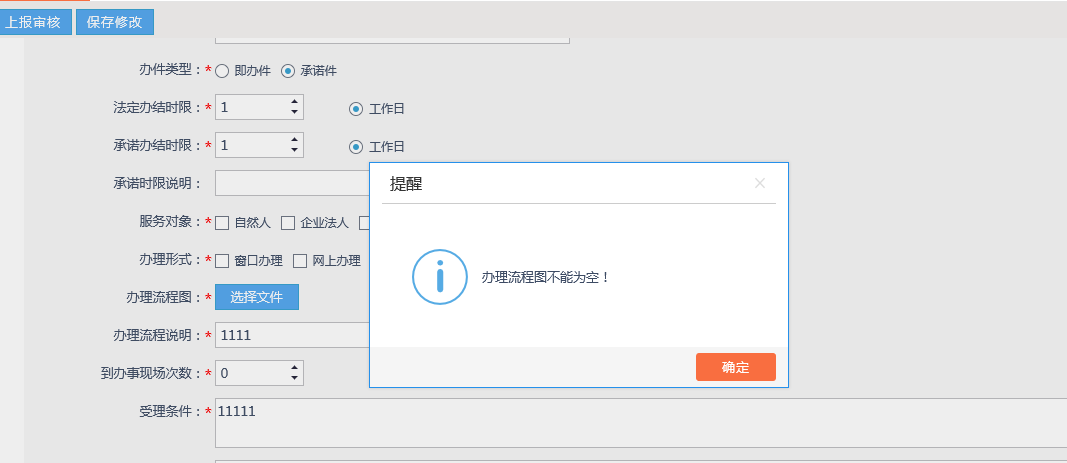 上报审核 保存修改
办件类型：* 即办件 承诺件
法定办结时限：* 1 工作日
承诺办结时限：* 1 工作日
承诺时限说明：
提醒 ×
服务对象：* 自然人 企业法人
办理形式：* 窗口办理 网上办理
办理流程图不能为空！
办理流程图：* 选择文件
办理流程说明：* 1111
到办事现场次数：* 0
确定
受理条件：* 11111